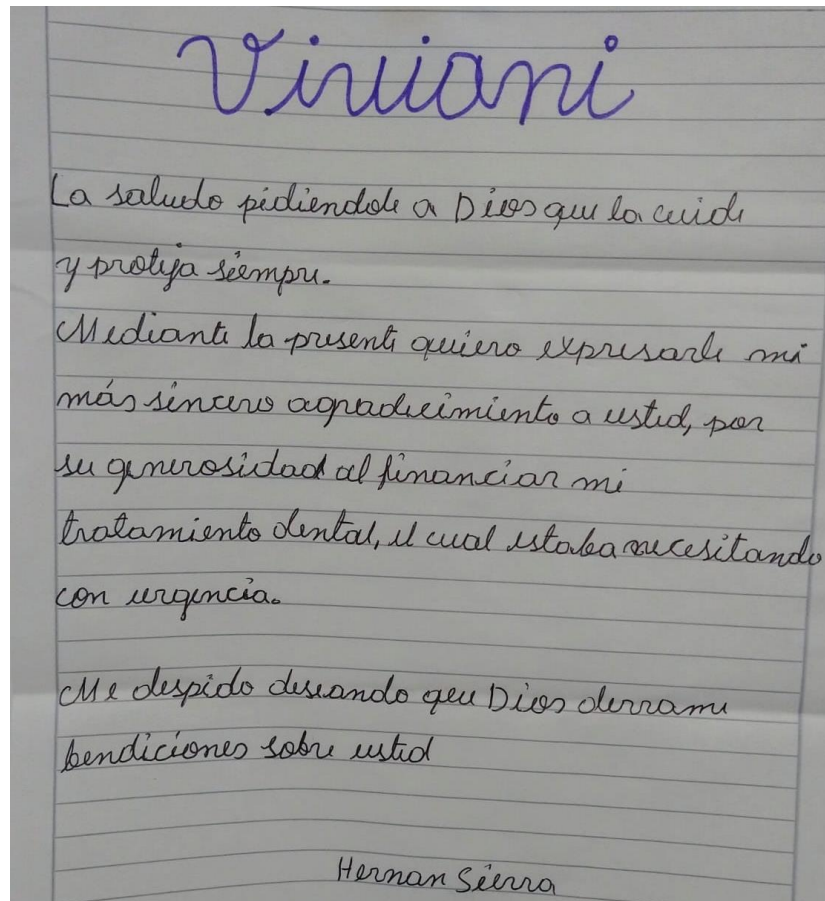 Viviani
La saludo pidiendole a Dios que la cuide
y proteja siempre.
Mediante la presente quiero expresarle mi
más sincero agradecimiento a usted, por
su generosidad al financiar mi
tratamiento dental, el cual estaba necesitando
con urgencia.
Me despido deseando qeu Dios derrame
bendiciones sobre usted
Hernan Sierra